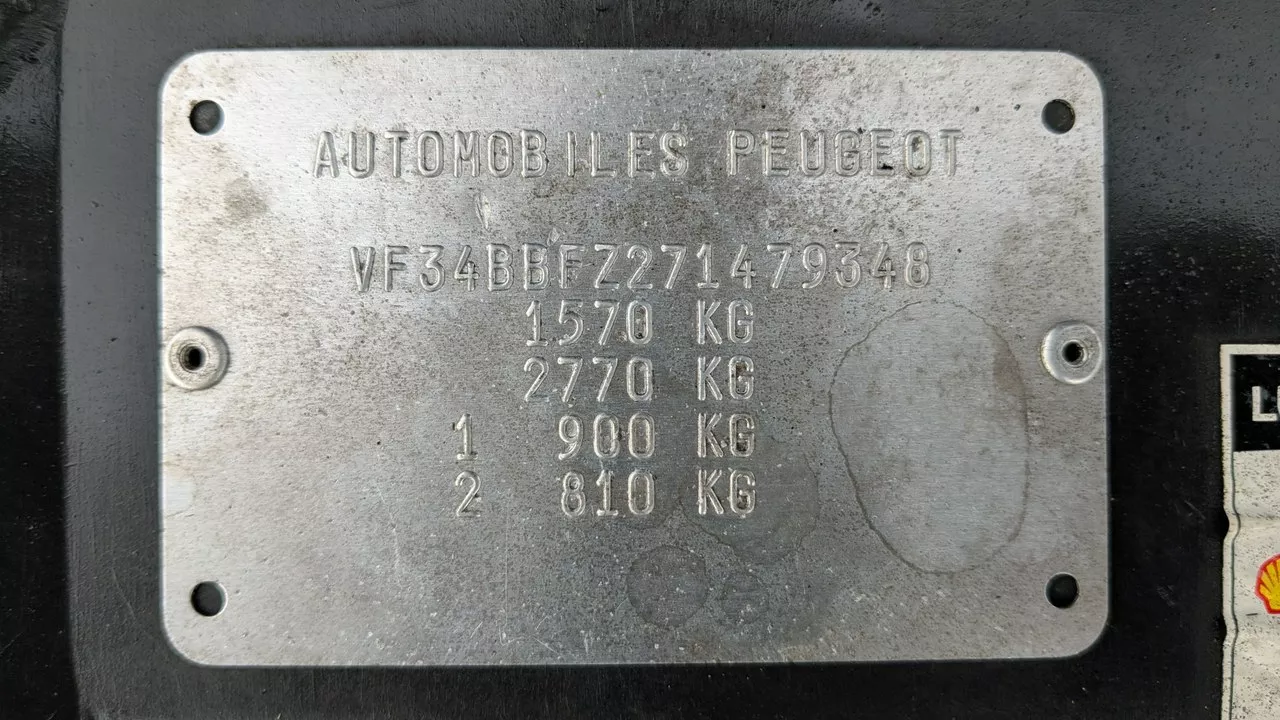 AUTOMOBILES PEUGEOT
VF34BBFZ271479348
1570 KG
2770 KG
1 900 KG
2 810 KG